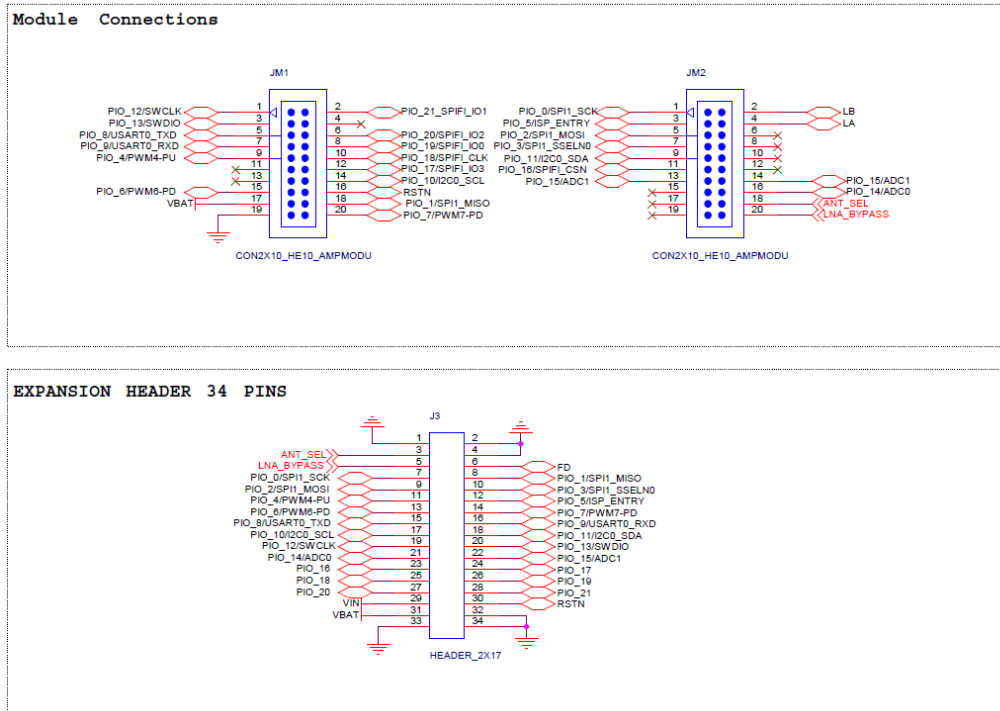 Module Connections
JM1
JM2
PIO_12/SWCLK 1 2 PIO_21_SPIFI_IO1
PIO_13/SWDIO 3 4
PIO_8/USART0_TXD 5 6 PIO_20/SPIFI_IO2
PIO_9/USART0_RXD 7 8 PIO_19/SPIFI_IO0
PIO_4/PWM4-PU 9 10 PIO_18/SPIFI_CLK
11 12 PIO_17/SPIFI_IO3
13 14 PIO_10/I2C0_SCL
PIO_6/PWM6-PD 15 16 RSTN
VBAT 17 18 PIO_1/SPI1_MISO
19 20 PIO_7/PWM7-PD
CON2X10_HE10_AMPMODU
PIO_0/SPI1_SCK 1 2 LB
PIO_5/ISP_ENTRY 3 4 LA
PIO_2/SPI1_MOSI 5 6
PIO_3/SPI1_SSELN0 7 8
PIO_11/I2C0_SDA 9 10
PIO_16/SPIFI_CSN 11 12
PIO_15/ADC1 13 14 PIO_15/ADC1
15 16 PIO_14/ADC0
17 18 ANT_SEL
19 20 LNA_BYPASS
CON2X10_HE10_AMPMODU
EXPANSION HEADER 34 PINS
J3
1 2
ANT_SEL 3 4
LNA_BYPASS 5 6 FD
PIO_0/SPI1_SCK 7 8 PIO_1/SPI1_MISO
PIO_2/SPI1_MOSI 9 10 PIO_3/SPI1_SSELN0
PIO_4/PWM4-PU 11 12 PIO_5/ISP_ENTRY
PIO_6/PWM6-PD 13 14 PIO_7/PWM7-PD
PIO_8/USART0_TXD 15 16 PIO_9/USART0_RXD
PIO_10/I2C0_SCL 17 18 PIO_11/I2C0_SDA
PIO_12/SWCLK 19 20 PIO_13/SWDIO
PIO_14/ADC0 21 22 PIO_15/ADC1
PIO_16 23 24 PIO_17
PIO_18 25 26 PIO_19
PIO_20 27 28 PIO_21
VIN 29 30 RSTN
VBAT 31 32
33 34
HEADER_2X17